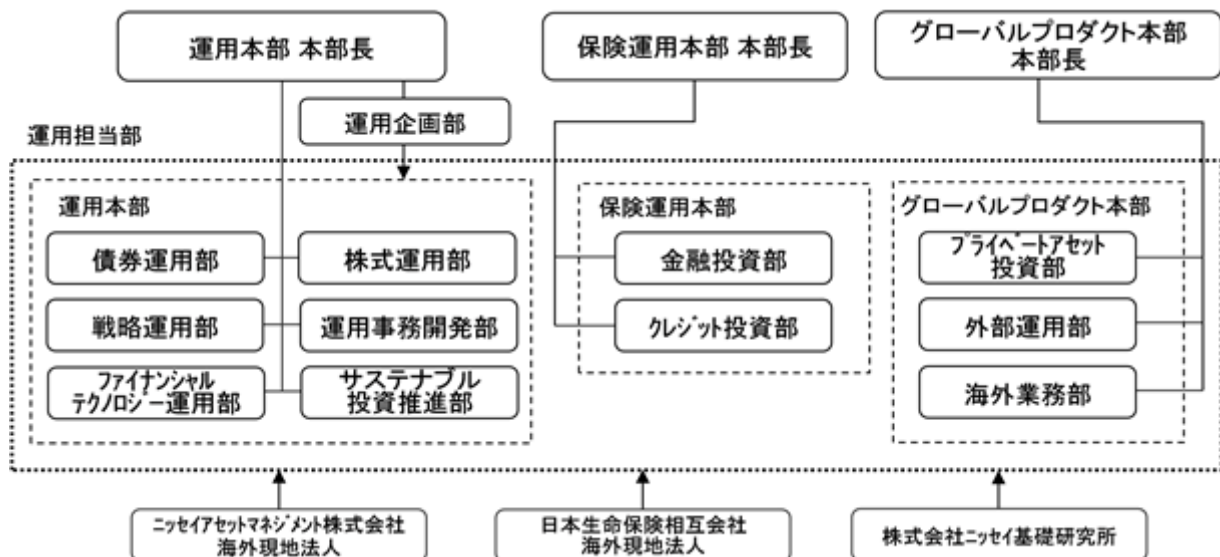 運用本部 本部長
保険運用本部 本部長
グローバルプロダクト本部
本部長
運用企画部
運用担当部
運用本部
保険運用本部
グローバルプロダクト本部
債券運用部
株式運用部
金融投資部
プライベートアセット
投資部
戦略運用部
運用事務開発部
クレジット投資部
外部運用部
ファイナンシャル
テクノロジー運用部
サステナブル
投資推進部
海外業務部
ニッセイアセットマネジメント株式会社
海外現地法人
日本生命保険相互会社
海外現地法人
株式会社ニッセイ基礎研究所